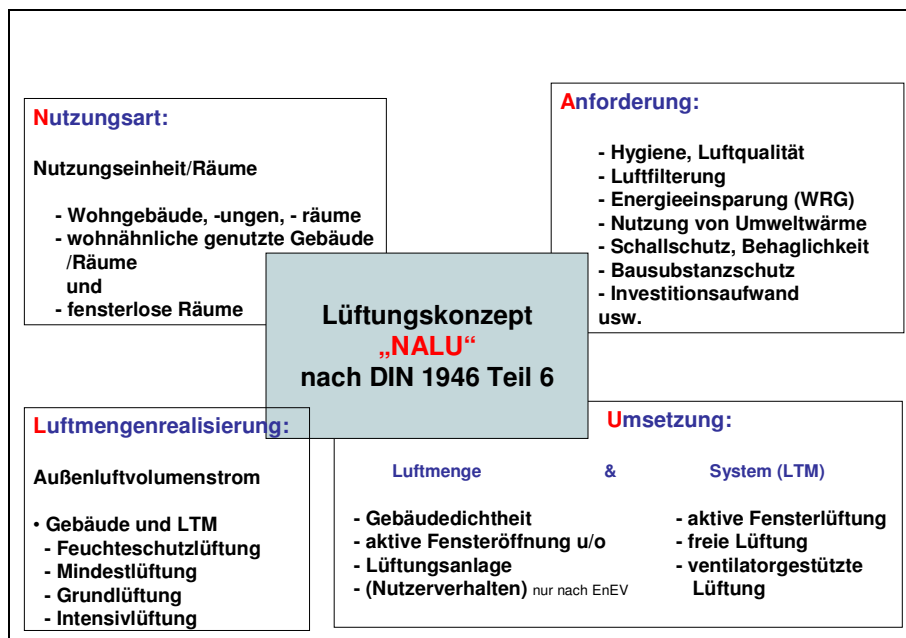 Nutzungsart:
Nutzungseinheit/Räume
- Wohngebäude, -ungen, - räume
- wohnähnliche genutzte Gebäude
/Räume
und
- fensterlose Räume
Anforderung:
- Hygiene, Luftqualität
- Luftfilterung
- Energieeinsparung (WRG)
- Nutzung von Umweltwärme
- Schallschutz, Behaglichkeit
- Bausubstanzschutz
- Investitionsaufwand
usw.
Lüftungskonzept
„NALU“
nach DIN 1946 Teil 6
Luftmengenrealisierung:
Außenluftvolumenstrom
• Gebäude und LTM
- Feuchteschutzlüftung
- Mindestlüftung
- Grundlüftung
- Intensivlüftung
Umsetzung:
Luftmenge & System (LTM)
- Gebäudedichtheit
- aktive Fensteröffnung u/o
- Lüftungsanlage
- (Nutzerverhalten) nur nach EnEV
- aktive Fensterlüftung
- freie Lüftung
- ventilatorgestützte
Lüftung